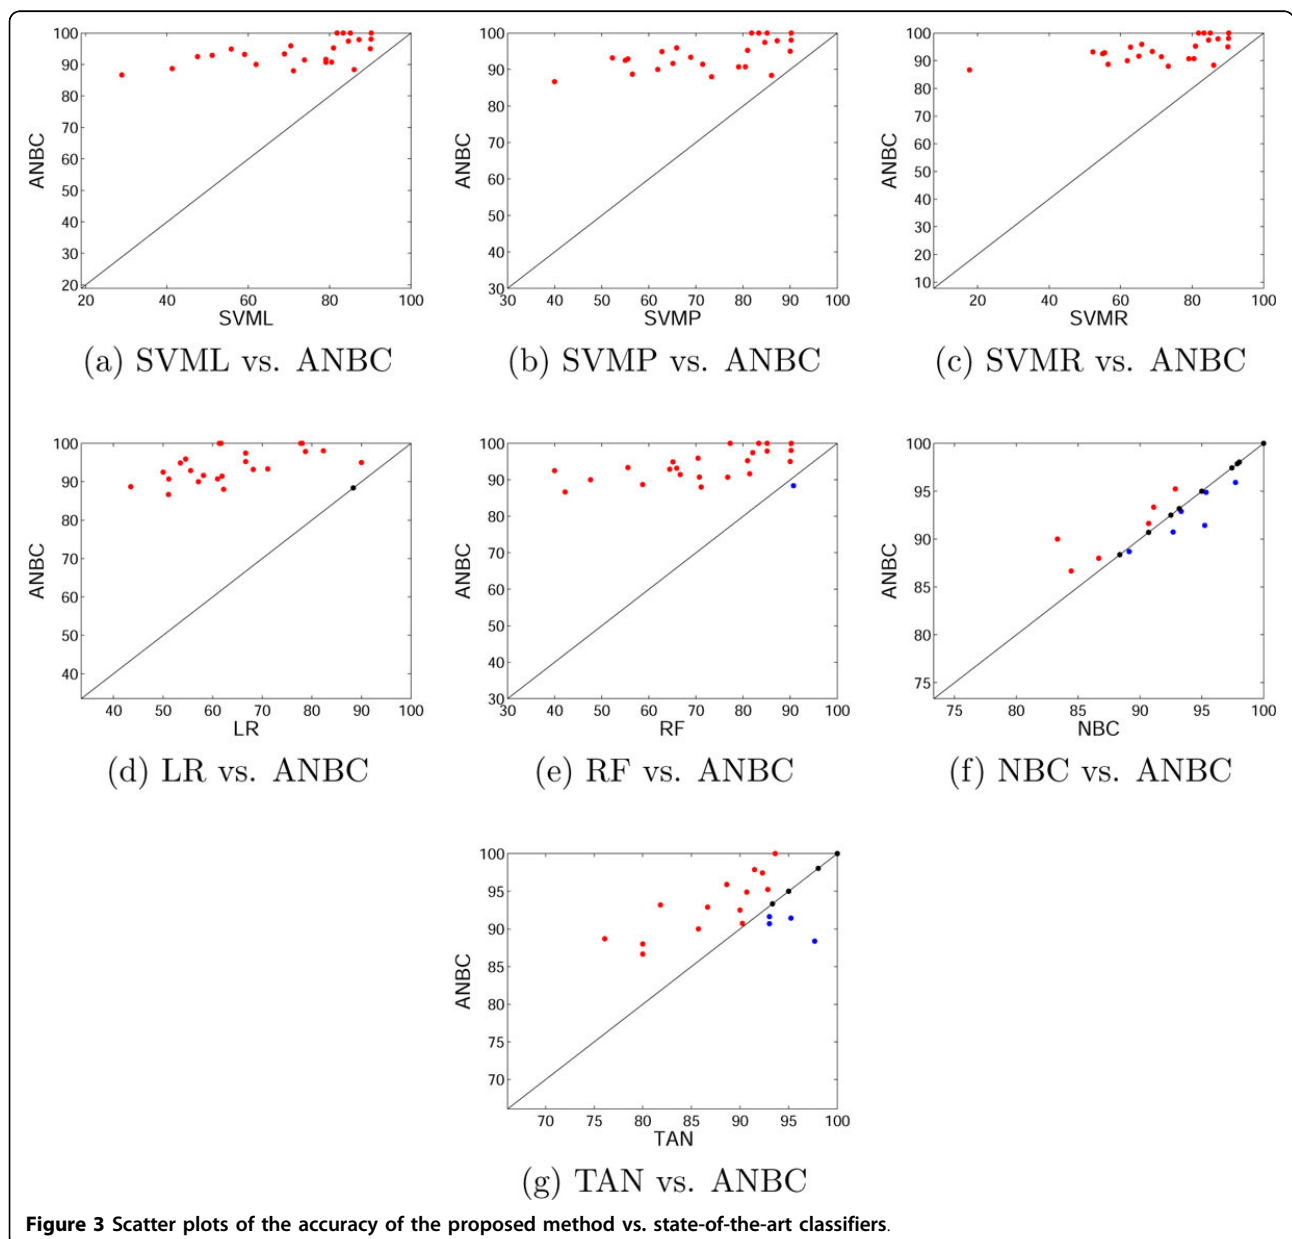 100
90
80
70
60
50
40
30
20
ANBC
20 40 60 80 100
SVML
(a) SVML vs. ANBC
100
90
80
70
60
50
40
30
ANBC
30 40 50 60 70 80 90 100
SVMP
(b) SVMP vs. ANBC
100
90
80
70
60
50
40
30
20
10
ANBC
20 40 60 80 100
SVMR
(c) SVMR vs. ANBC
100
90
80
70
60
50
40
ANBC
40 50 60 70 80 90 100
LR
(d) LR vs. ANBC
100
90
80
70
60
50
40
30
ANBC
30 40 50 60 70 80 90 100
RF
(e) RF vs. ANBC
100
95
90
85
80
75
ANBC
75 80 85 90 95 100
NBC
(f) NBC vs. ANBC
100
95
90
85
80
75
70
ANBC
70 75 80 85 90 95 100
TAN
(g) TAN vs. ANBC
Figure 3 Scatter plots of the accuracy of the proposed method vs. state-of-the-art classifiers.